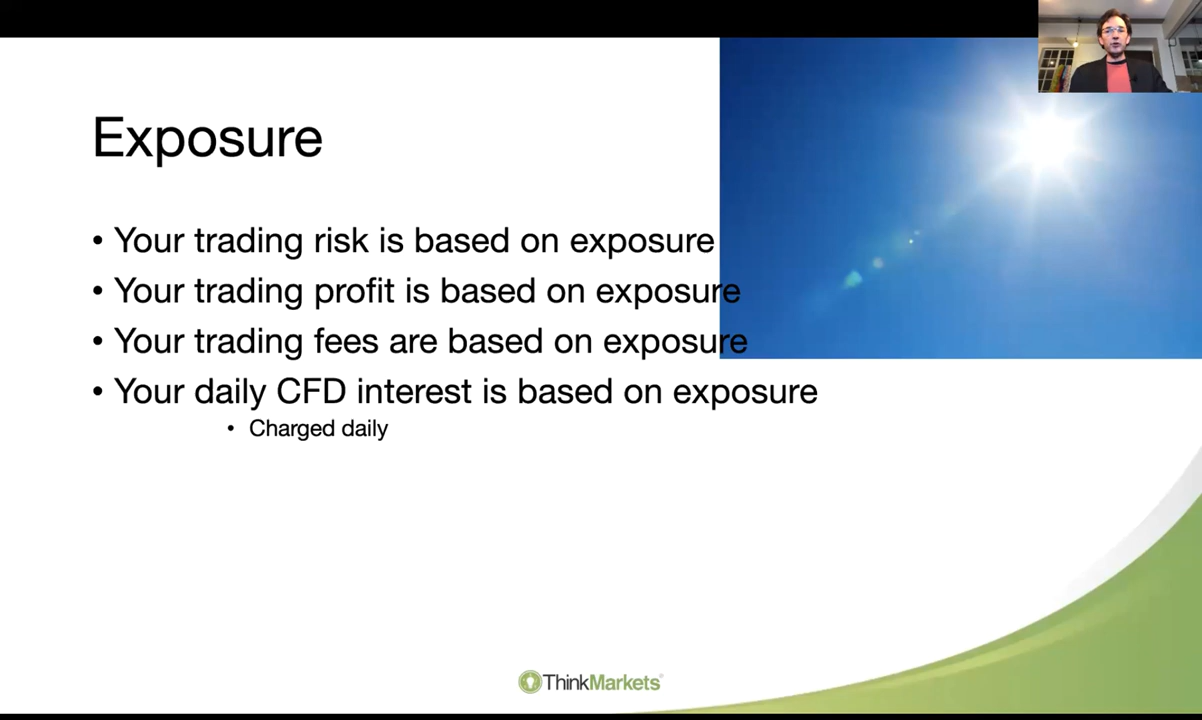 Exposure
• Your trading risk is based on exposure
• Your trading profit is based on exposure
• Your trading fees are based on exposure
• Your daily CFD interest is based on exposure
• Charged daily
ThinkMarkets